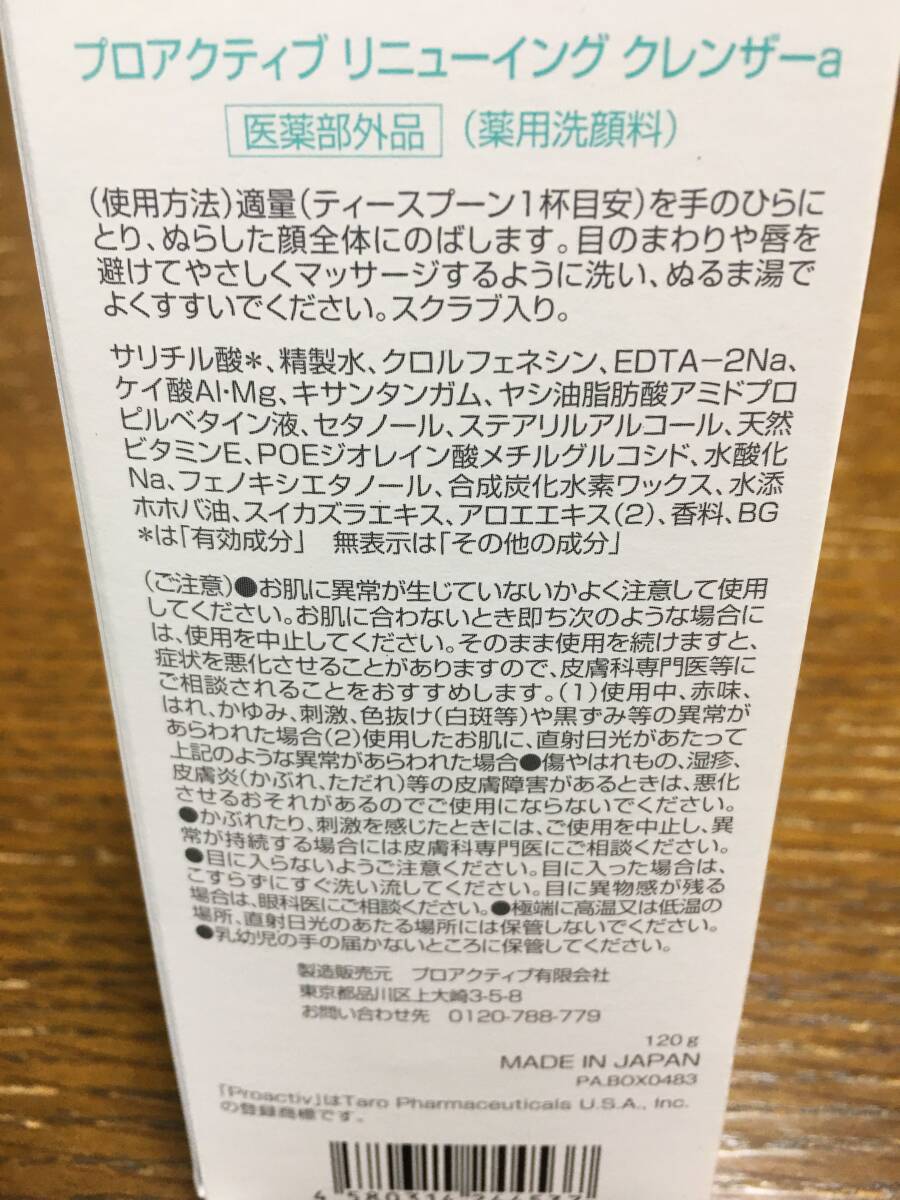 プロアクティブ リニューイング クレンザーa
医薬部外品 (薬用洗顔料)
(使用方法)適量(ティースプーン1杯目安)を手のひらに
とり、ぬらした顔全体にのばします。目のまわりや唇を
避けてやさしくマッサージするように洗い、ぬるま湯で
よくすすいでください。スクラブ入り。
サリチル酸*、精製水、クロルフェネシン、EDTA-2Na、
ケイ酸Al・Mg、キサンタンガム、ヤシ油脂肪酸アミドプロ
ピルベタイン液、セタノール、ステアリルアルコール、天然
ビタミンE、POEジオレイン酸メチルグルコシド、水酸化
Na、フェノキシエタノール、合成炭化水素ワックス、水添
ホホバ油、スイカズラエキス、アロエエキス(2)、香料、BG
*は「有効成分」 無表示は「その他の成分」
(ご注意)●お肌に異常が生じていないかよく注意して使用
してください。お肌に合わないとき即ち次のような場合に
は、使用を中止してください。そのまま使用を続けますと、
症状を悪化させることがありますので、皮膚科専門医等に
ご相談されることをおすすめします。(1)使用中、赤味、
はれ、かゆみ、刺激、色抜け(白斑等)や黒ずみ等の異常が
あらわれた場合(2)使用したお肌に、直射日光があたって
上記のような異常があらわれた場合●傷やはれもの、湿疹、
皮膚炎(かぶれ、ただれ)等の皮膚障害があるときは、悪化
させるおそれがあるのでご使用にならないでください。
●かぶれたり、刺激を感じたときには、ご使用を中止し、異
常が持続する場合には皮膚科専門医にご相談ください。
●目に入らないようご注意ください。目に入った場合は、
こすらずにすぐ洗い流してください。目に異物感が残る
場合は、眼科医にご相談ください。●極端に高温又は低温の
場所、直射日光のあたる場所には保管しないでください。
●乳幼児の手の届かないところに保管してください。
製造販売元 プロアクティブ有限会社
東京都品川区上大崎3-5-8
お問い合わせ先 0120-788-779
120g
MADE IN JAPAN
PA.BOX0483
「Proactiv」はTaro Pharmaceuticals U.S.A., Inc.
の登録商標です。